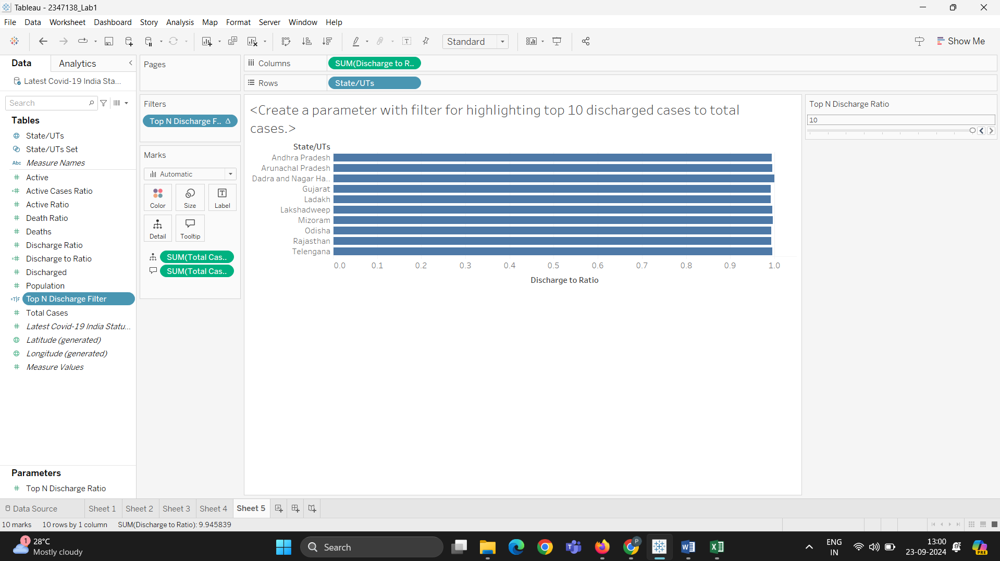 Tableau - 2347138_Lab1
File Data Worksheet Dashboard Story Analysis Map Format Server Window Help
Standard
Show Me
Data Analytics
Latest Covid-19 India Sta...
Search
Tables
State/UTs
State/UTs Set
Abc Measure Names
Active
Active Cases Ratio
Active Ratio
Death Ratio
Deaths
Discharge Ratio
Discharge to Ratio
Discharged
Population
=T|F Top N Discharge Filter
Total Cases
Latest Covid-19 India Statu...
Latitude (generated)
Longitude (generated)
Measure Values
Parameters
Top N Discharge Ratio
Pages
Filters
Top N Discharge F.. Δ
Marks
Automatic
Color Size Label
Detail Tooltip
SUM(Total Cas..
SUM(Total Cas..
Columns SUM(Discharge to R..
Rows State/UTs
<Create a parameter with filter for highlighting top 10 discharged cases to total
cases.>
State/UTs
Andhra Pradesh
Arunachal Pradesh
Dadra and Nagar Ha..
Gujarat
Ladakh
Lakshadweep
Mizoram
Odisha
Rajasthan
Telengana
0.0 0.1 0.2 0.3 0.4 0.5 0.6 0.7 0.8 0.9 1.0
Discharge to Ratio
Top N Discharge Ratio
10
Data Source Sheet 1 Sheet 2 Sheet 3 Sheet 4 Sheet 5
10 marks 10 rows by 1 column SUM(Discharge to Ratio): 9.945839
1
28°C
Mostly cloudy
Search
P
ENG
IN
13:00
23-09-2024
PRE